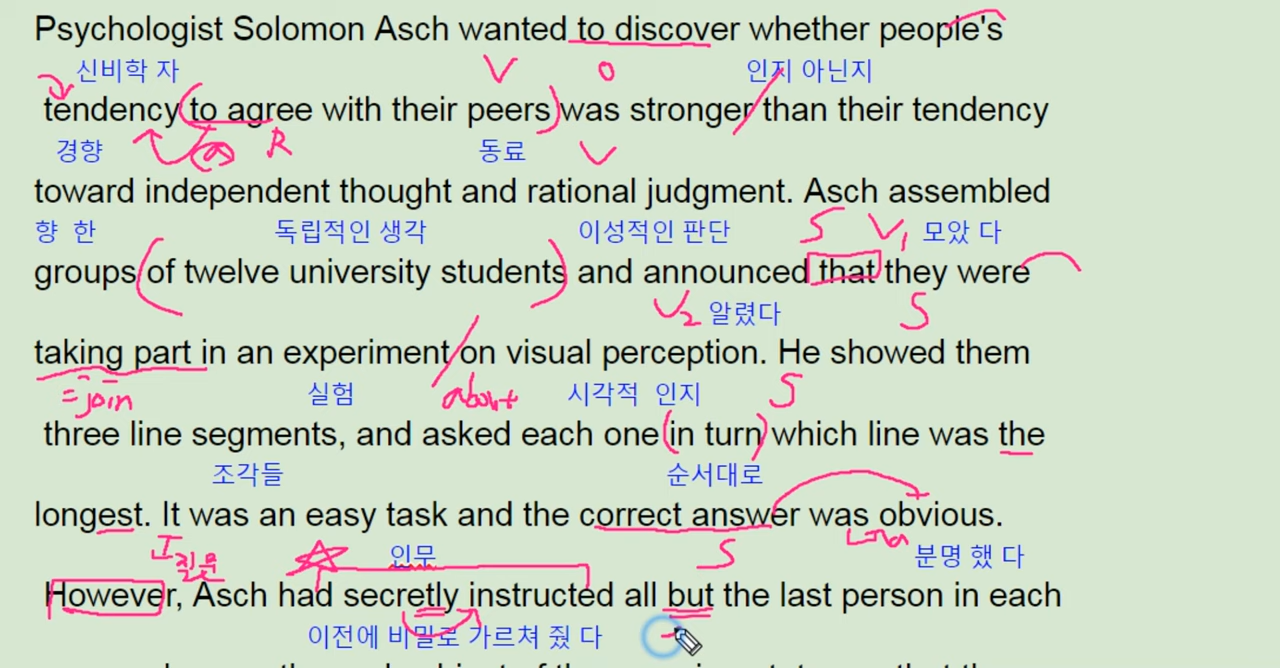 Psychologist Solomon Asch wanted to discover whether people's
신비학 자 V O 인지 아닌지
tendency (to agree with their peers) was stronger / than their tendency
경향 R 동료 V
toward independent thought and rational judgment. Asch assembled
향 한 독립적인 생각 이성적인 판단 S V1 모았 다
groups (of twelve university students) and announced that they were
V2 알렸다 S
taking part in an experiment / on visual perception. He showed them
=join 실험 about 시각적 인지 S
three line segments, and asked each one (in turn) which line was the
조각들 순서대로
longest. It was an easy task and the correct answer was obvious.
질문 인무 S 분명 했 다
However, Asch had secretly instructed all but the last person in each
이전에 비밀로 가르쳐 줬 다